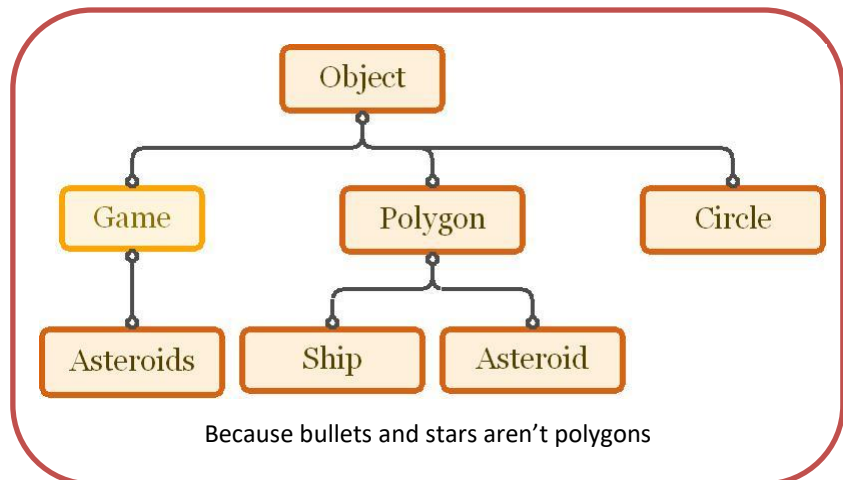 Object
Game
Polygon
Circle
Asteroids
Ship
Asteroid
Because bullets and stars aren’t polygons